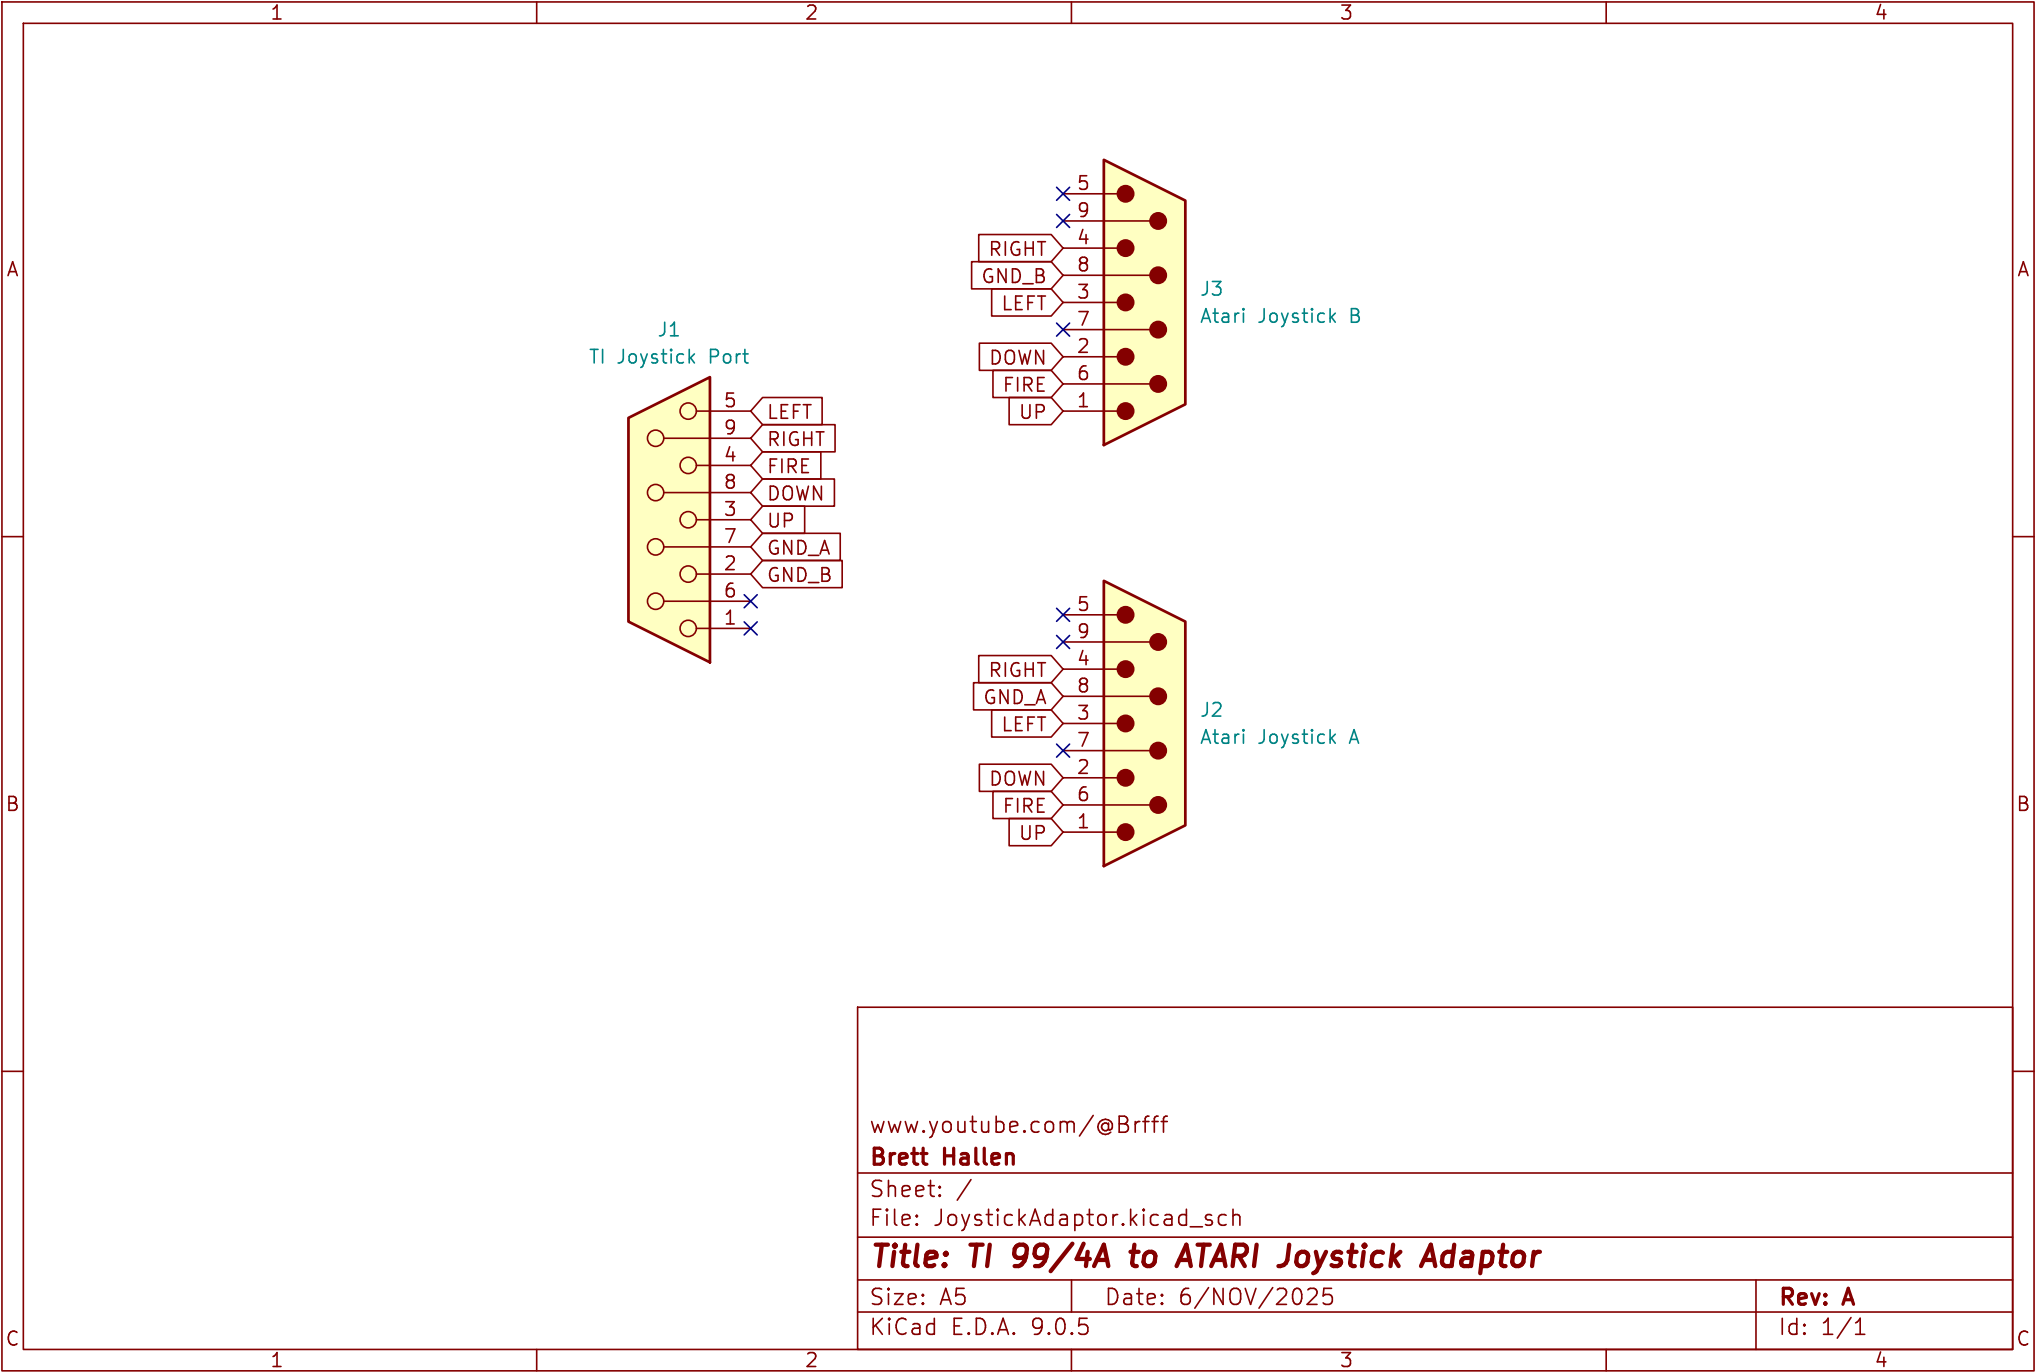 1 2 3 4
A A
B B
C C
J1
TI Joystick Port
5 LEFT
9 RIGHT
4 FIRE
8 DOWN
3 UP
7 GND_A
2 GND_B
6
1
5
9
RIGHT 4
GND_B 8
LEFT 3
7
DOWN 2
FIRE 6
UP 1
J3
Atari Joystick B
5
9
RIGHT 4
GND_A 8
LEFT 3
7
DOWN 2
FIRE 6
UP 1
J2
Atari Joystick A
www.youtube.com/@Brfff
Brett Hallen
Sheet: /
File: JoystickAdaptor.kicad_sch
Title: TI 99/4A to ATARI Joystick Adaptor
Size: A5 Date: 6/NOV/2025 Rev: A
KiCad E.D.A. 9.0.5 Id: 1/1
1 2 3 4